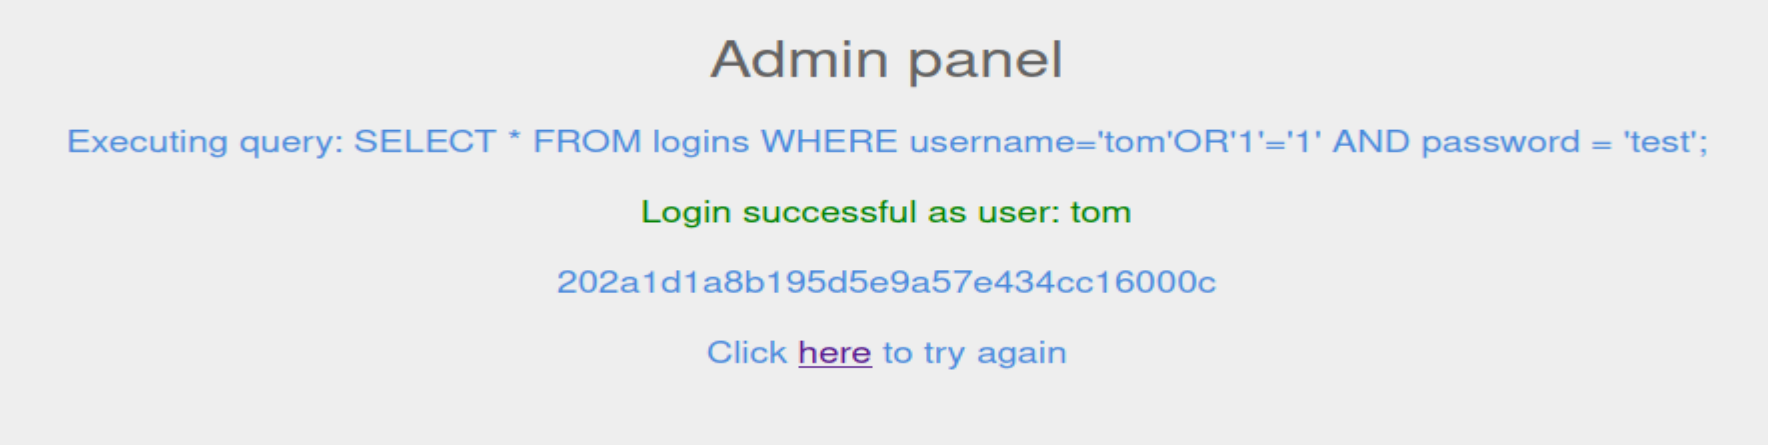 Admin panel
Executing query: SELECT * FROM logins WHERE username='tom'OR'1'='1' AND password = 'test';
Login successful as user: tom
202a1d1a8b195d5e9a57e434cc16000c
Click here to try again